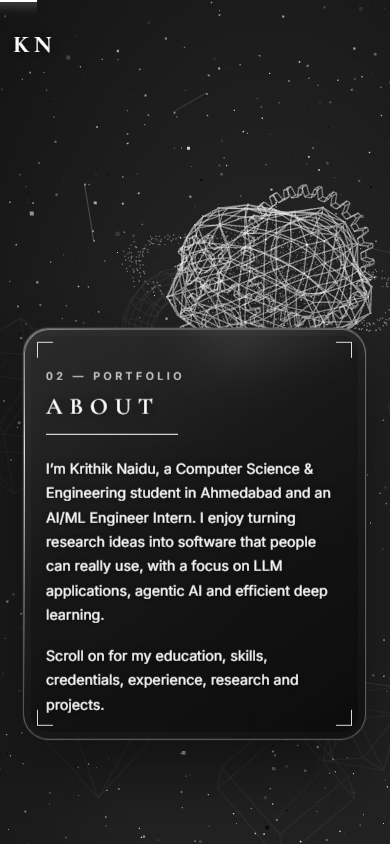 KN
02 — PORTFOLIO
ABOUT
I'm Krithik Naidu, a Computer Science &
Engineering student in Ahmedabad and an
AI/ML Engineer Intern. I enjoy turning
research ideas into software that people
can really use, with a focus on LLM
applications, agentic AI and efficient deep
learning.
Scroll on for my education, skills,
credentials, experience, research and
projects.